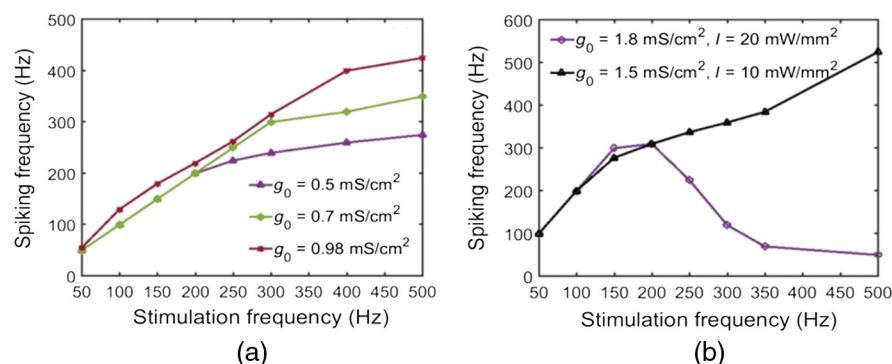 500
400
300
200
100
0
Spiking frequency (Hz)
g₀ = 0.5 mS/cm²
g₀ = 0.7 mS/cm²
g₀ = 0.98 mS/cm²
50 100 150 200 250 300 350 400 450 500
Stimulation frequency (Hz)
(a)
600
500
400
300
200
100
0
Spiking frequency (Hz)
g₀ = 1.8 mS/cm², I = 20 mW/mm²
g₀ = 1.5 mS/cm², I = 10 mW/mm²
50 100 150 200 250 300 350 400 450 500
Stimulation frequency (Hz)
(b)